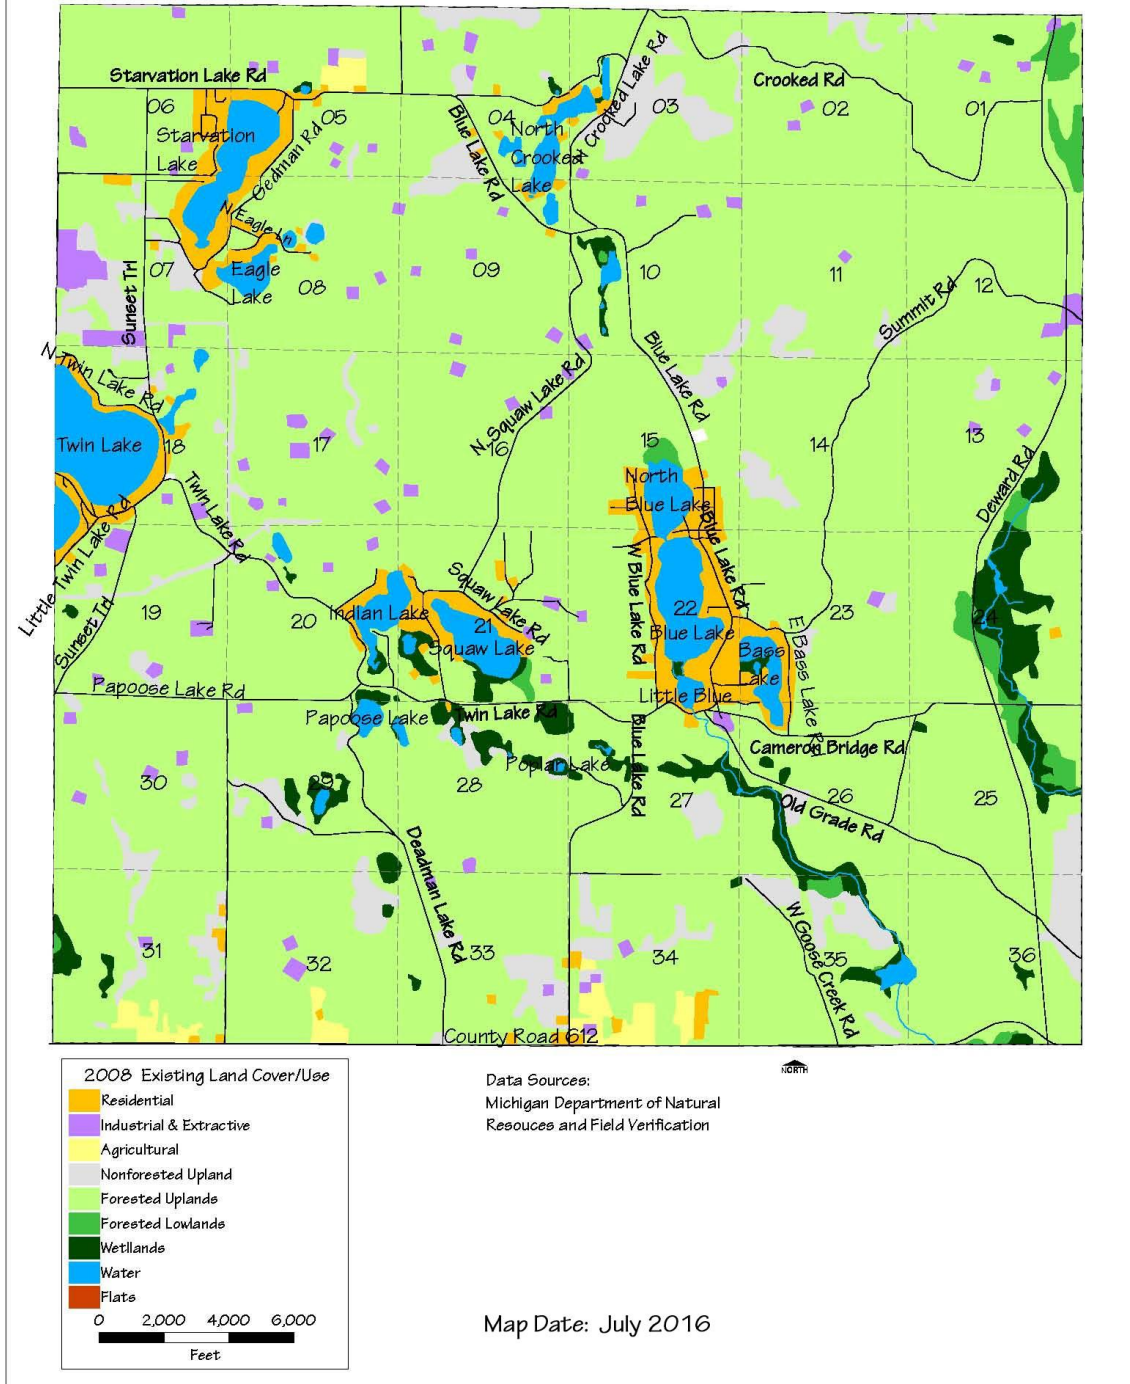 Starvation Lake Rd
Crooked Rd
06
05
04
03
02
01
Starvation
Lake
Gedman Rd
Blue Lake Rd
North
Crooked
Lake
N Crooked Lake Rd
N Eagle Ln
Eagle
Lake
Sunset Trl
07
08
09
10
11
12
Summit Rd
N Twin Lake Rd
Twin Lake
18
17
16
15
14
13
N Squaw Lake Rd
Blue Lake Rd
North
Blue Lake
Deward Rd
Twin Lake Rd
Little Twin Lake Rd
Sunset Trl
19
20
21
22
23
24
Indian Lake
Squaw Lake Rd
Squaw Lake
W Blue Lake Rd
Blue Lake Rd
Blue Lake
Bass
Lake
E Bass Lake Rd
Little Blue
Papoose Lake Rd
Papoose Lake
Twin Lake Rd
Blue Lake Rd
Cameron Bridge Rd
Poplar Lake
30
29
28
27
26
25
Old Grade Rd
Deadman Lake Rd
W Goose Creek Rd
31
32
33
34
35
36
County Road 612
NORTH
2008 Existing Land Cover/Use
Residential
Industrial & Extractive
Agricultural
Nonforested Upland
Forested Uplands
Forested Lowlands
Wetllands
Water
Flats
0 2,000 4,000 6,000
Feet
Data Sources:
Michigan Department of Natural
Resouces and Field Verification
Map Date: July 2016